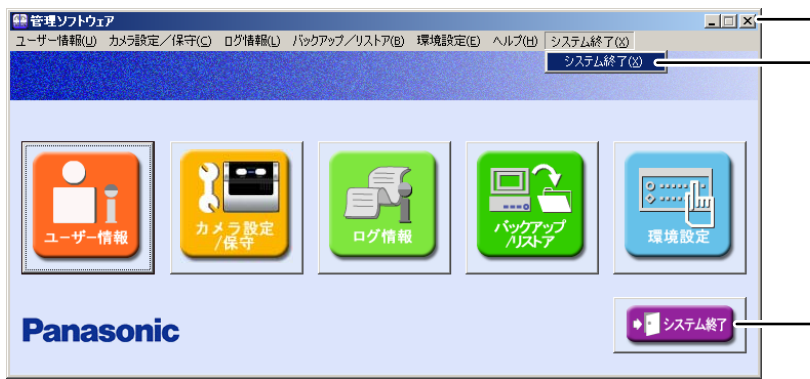 管理ソフトウェア
ユーザー情報(U) カメラ設定／保守(C) ログ情報(L) バックアップ／リストア(B) 環境設定(E) ヘルプ(H) システム終了(X)
システム終了(X)
ユーザー情報
カメラ設定
/保守
ログ情報
バックアップ
/リストア
環境設定
Panasonic
システム終了